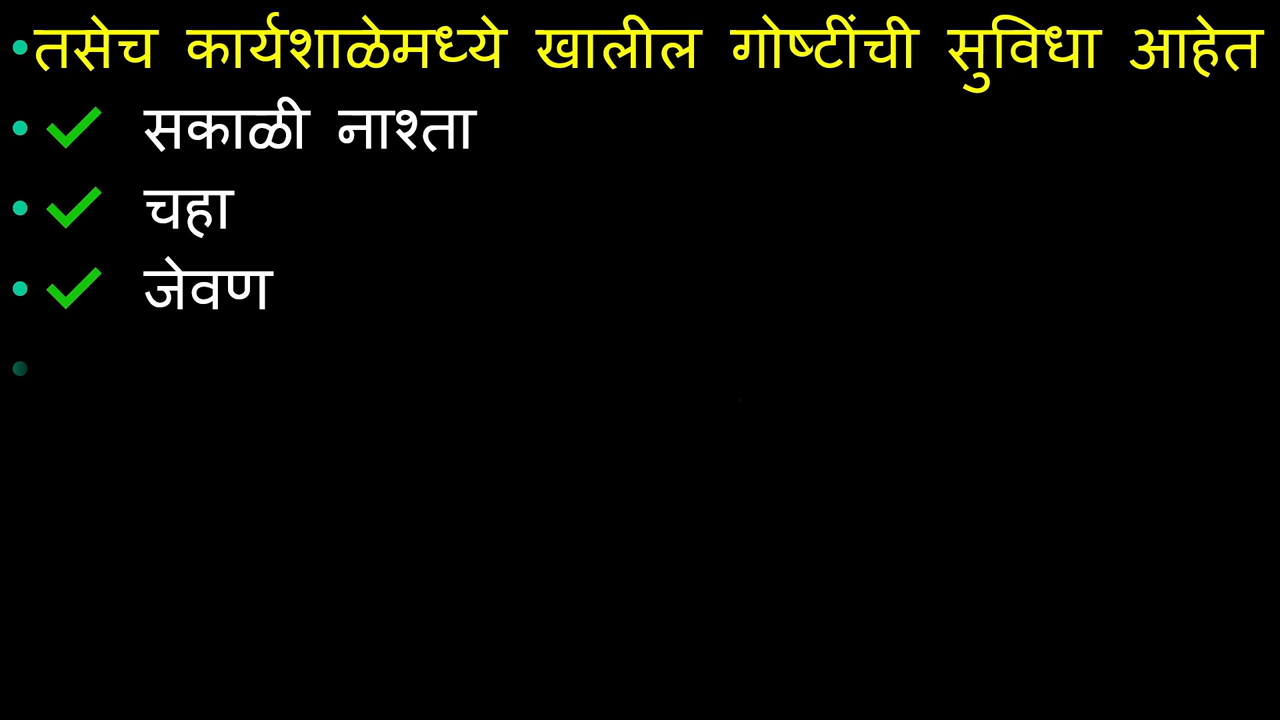 •तसेच कार्यशाळेमध्ये खालील गोष्टींची सुविधा आहेत
• ✓ सकाळी नाश्ता
• ✓ चहा
• ✓ जेवण
•